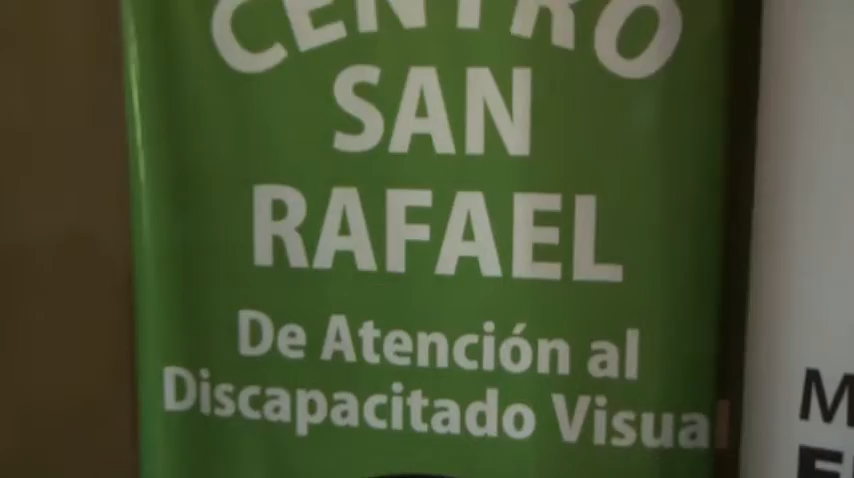 CENTRO
SAN
RAFAEL
De Atención al
Discapacitado Visual
M